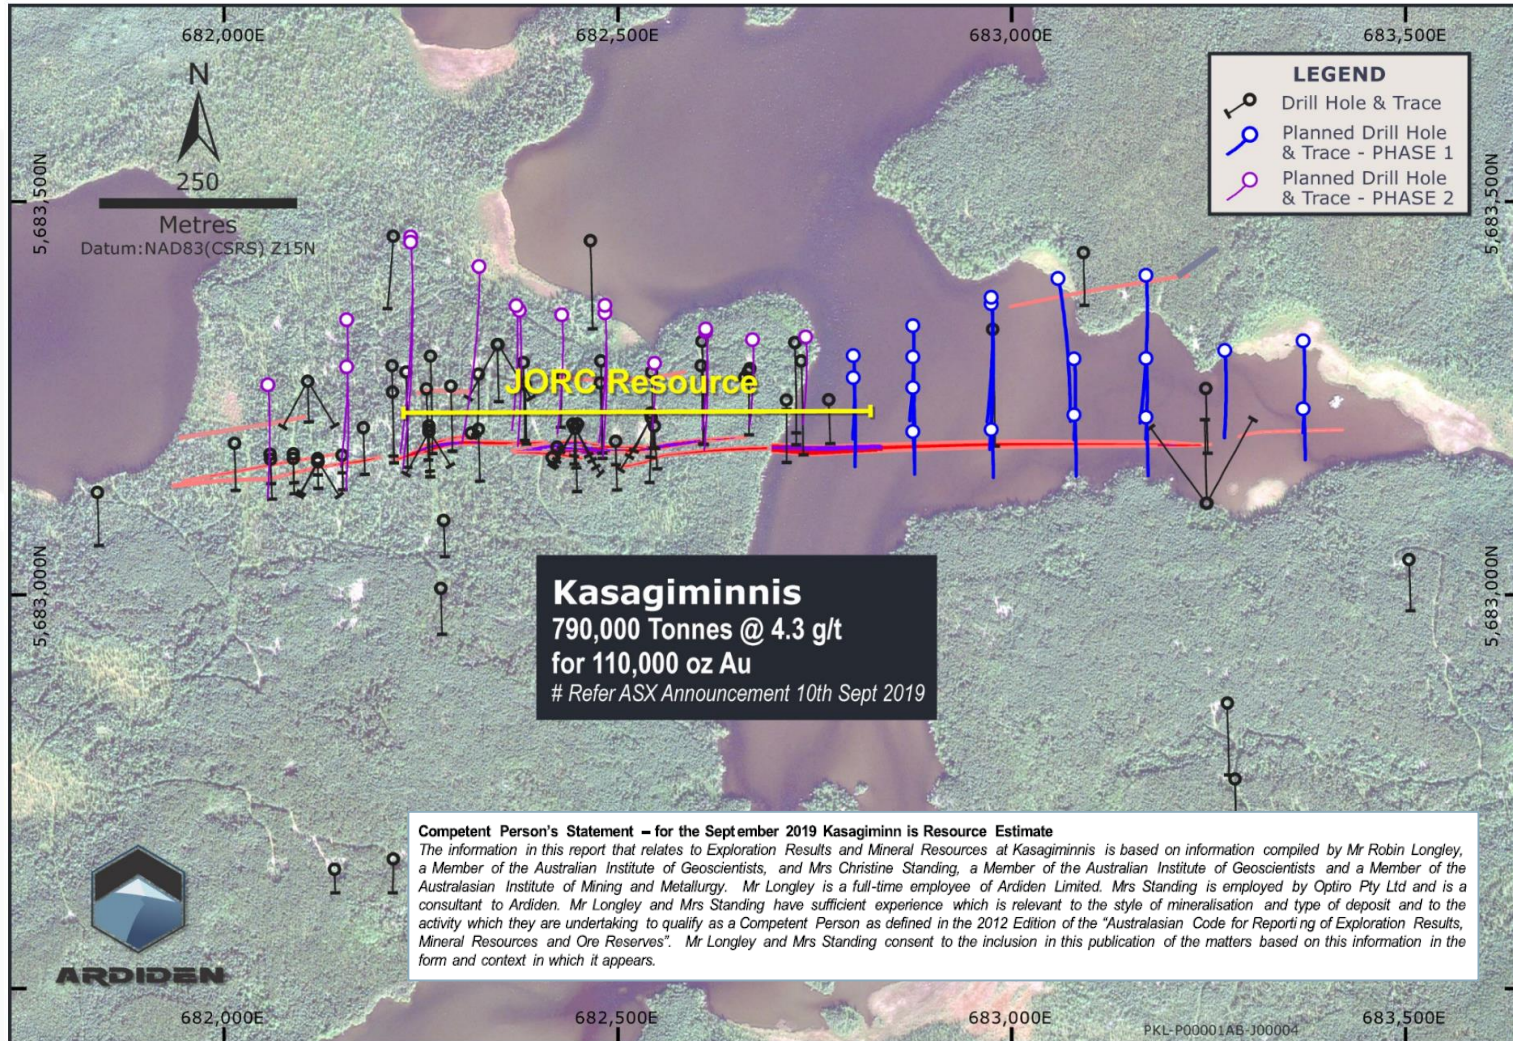 682,000E
682,500E
683,000E
683,500E
N
250
Metres
Datum:NAD83(CSRS) Z15N
LEGEND
Drill Hole & Trace
Planned Drill Hole
& Trace - PHASE 1
Planned Drill Hole
& Trace - PHASE 2
5,683,500N
5,683,500N
JORC Resource
5,683,000N
5,683,000N
Kasagiminnis
790,000 Tonnes @ 4.3 g/t
for 110,000 oz Au
# Refer ASX Announcement 10th Sept 2019
Competent Person's Statement – for the September 2019 Kasagiminn is Resource Estimate
The information in this report that relates to Exploration Results and Mineral Resources at Kasagiminnis is based on information compiled by Mr Robin Longley,
a Member of the Australian Institute of Geoscientists, and Mrs Christine Standing, a Member of the Australian Institute of Geoscientists and a Member of the
Australasian Institute of Mining and Metallurgy. Mr Longley is a full-time employee of Ardiden Limited. Mrs Standing is employed by Optiro Pty Ltd and is a
consultant to Ardiden. Mr Longley and Mrs Standing have sufficient experience which is relevant to the style of mineralisation and type of deposit and to the
activity which they are undertaking to qualify as a Competent Person as defined in the 2012 Edition of the "Australasian Code for Reporting of Exploration Results,
Mineral Resources and Ore Reserves". Mr Longley and Mrs Standing consent to the inclusion in this publication of the matters based on this information in the
form and context in which it appears.
ARDIDEN
682,000E
682,500E
683,000E
683,500E
PKL-P00001AB-J00004